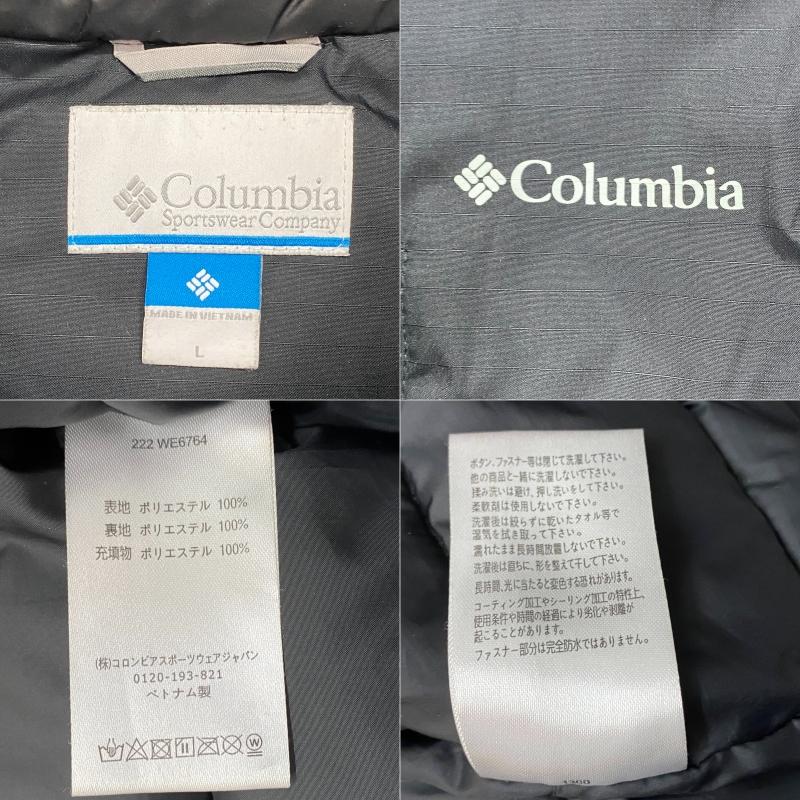 Columbia
Sportswear Company
MADE IN VIETNAM
L
Columbia
222 WE6764
表地 ポリエステル 100%
裏地 ポリエステル 100%
充填物 ポリエステル 100%
(株)コロンビアスポーツウェアジャパン
0120-193-821
ベトナム製
W
ボタン、ファスナー等は閉じて洗濯して下さい。
他の商品と一緒に洗濯しないで下さい。
揉み洗いは避け、押し洗いをして下さい。
柔軟剤は使用しないで下さい。
洗濯後は絞らずに乾いたタオル等で
湿気を拭き取って下さい。
濡れたまま長時間放置しないで下さい。
洗濯後は直ちに、形を整えて干して下さい。
長時間、光に当たると変色する恐れがあります。
コーティング加工やシーリング加工の特性上、
使用条件や時間の経過により劣化や剥離が
起こることがあります。
ファスナー部分は完全防水ではありません。